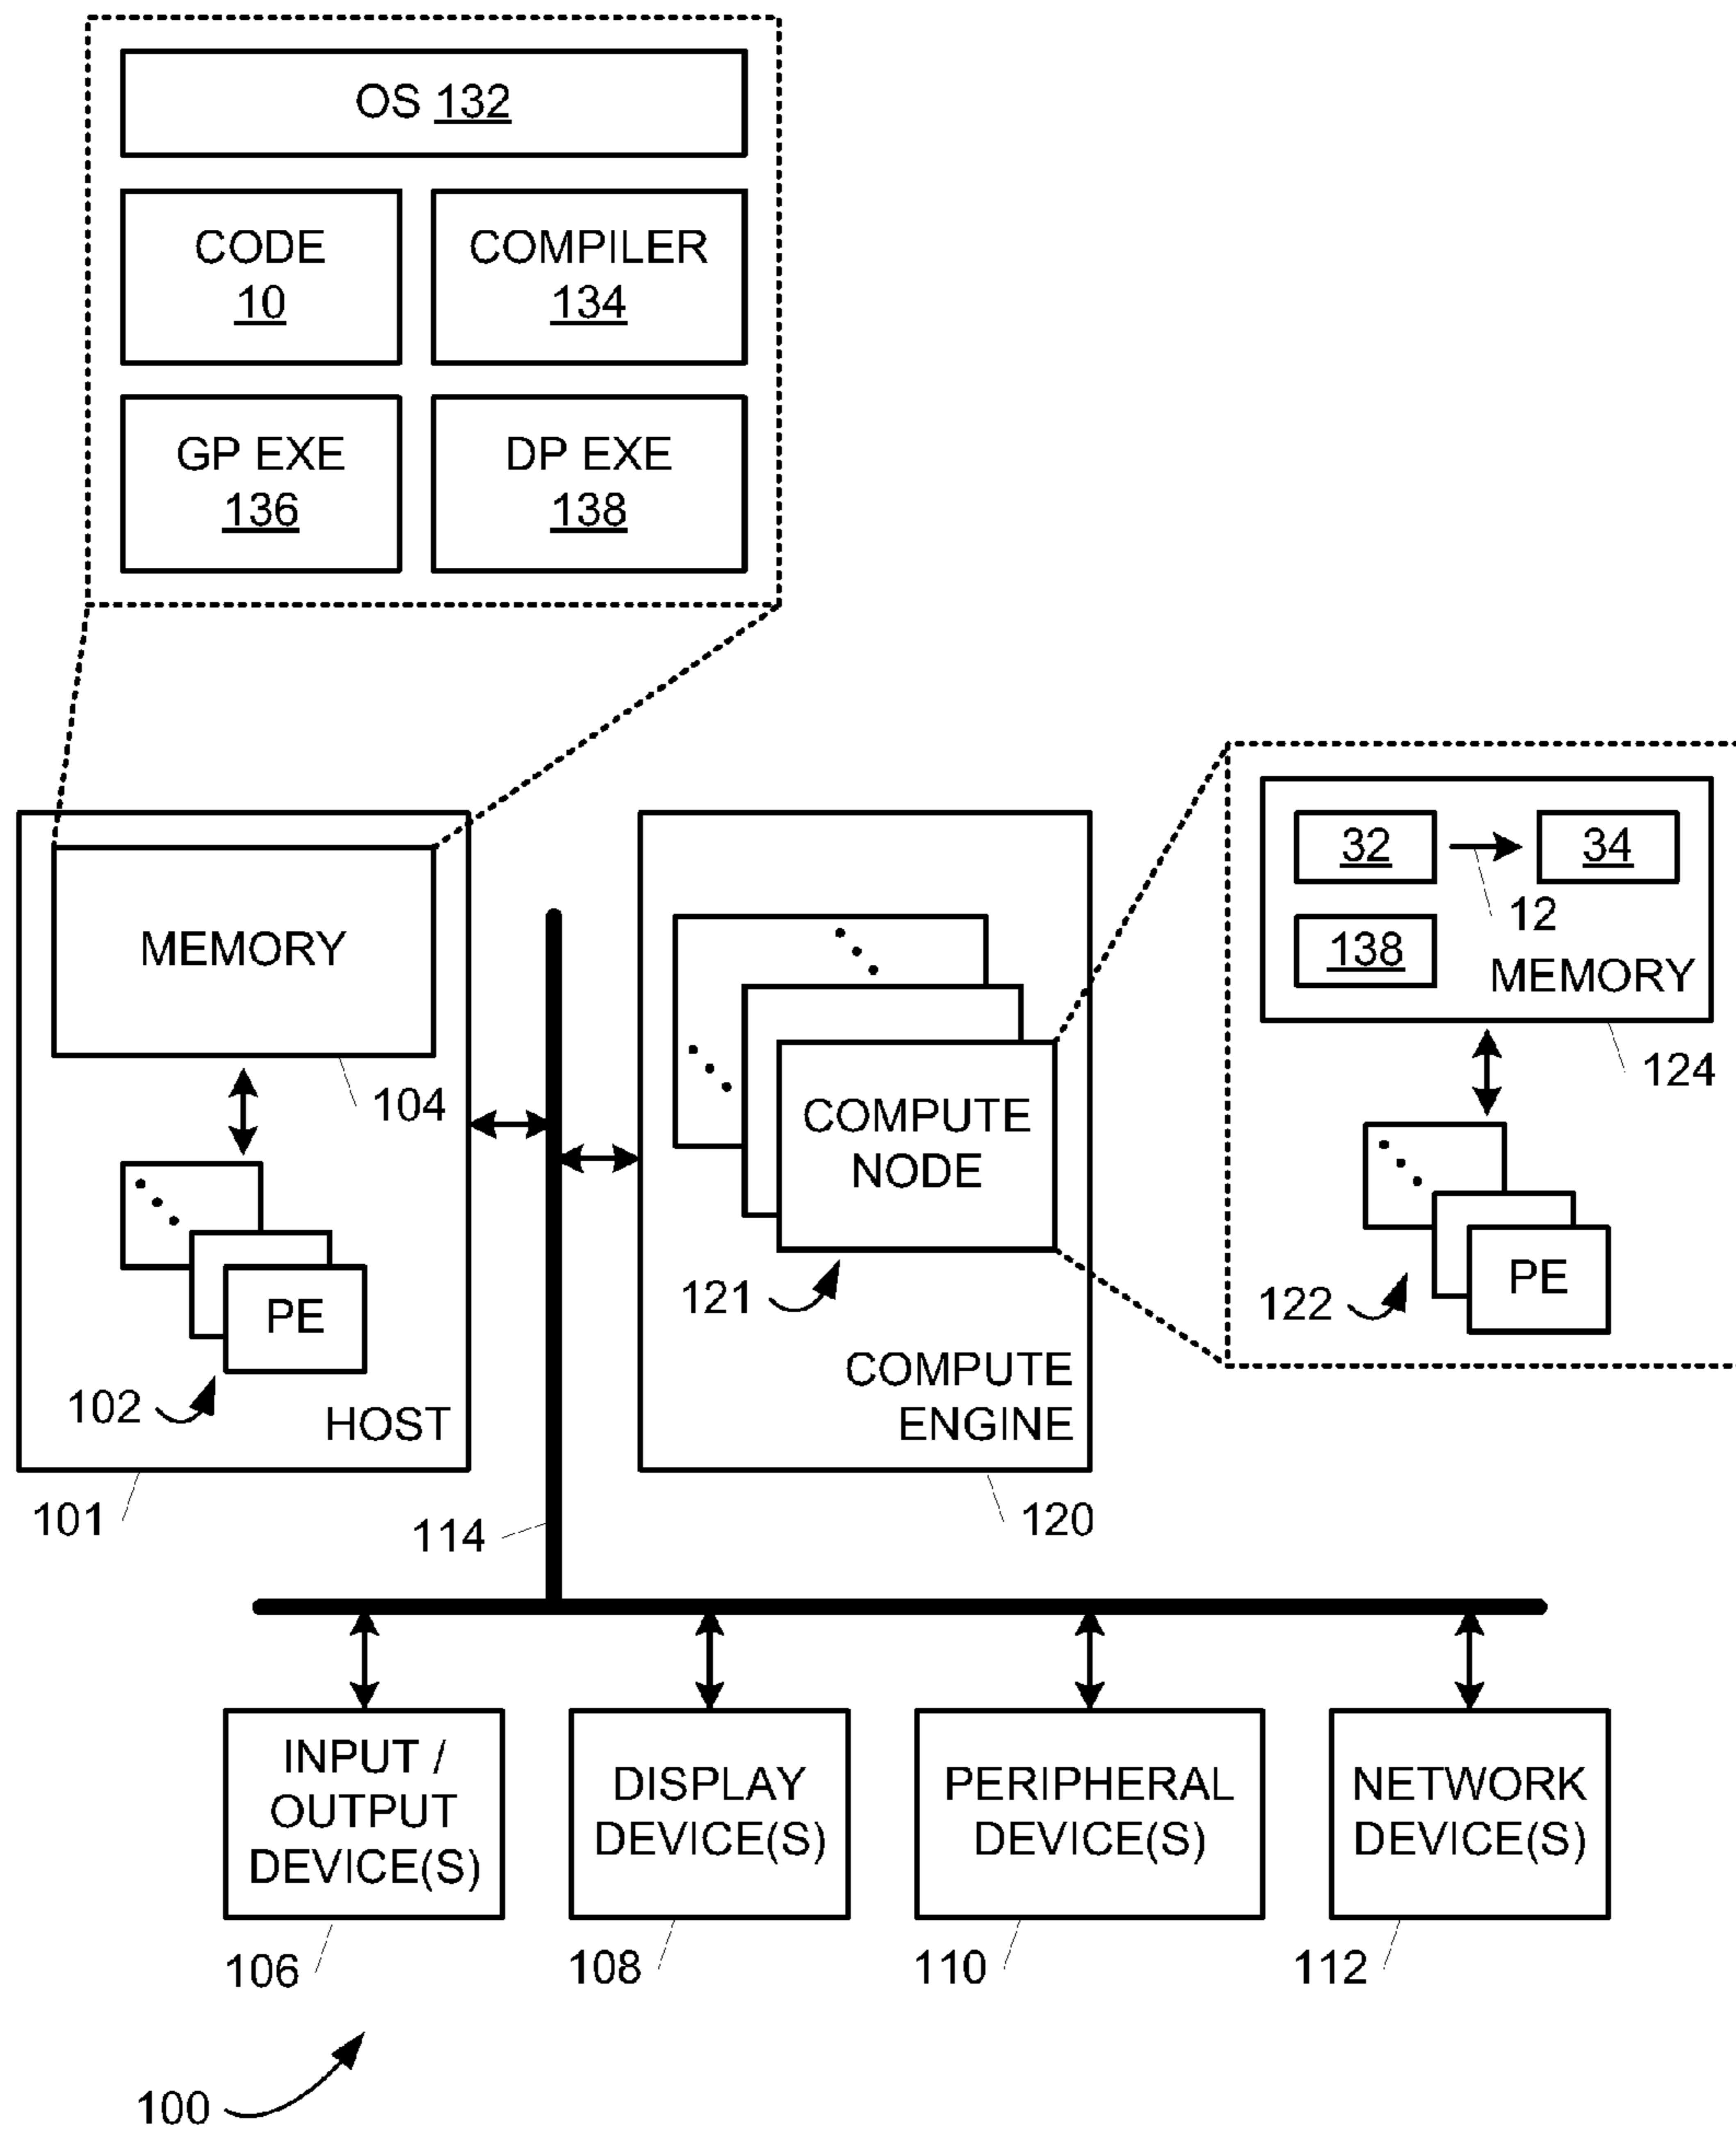 OS 132
CODE
10
COMPILER
134
GP EXE
136
DP EXE
138
MEMORY
104
PE
102
HOST
101
114
COMPUTE
NODE
121
COMPUTE
ENGINE
120
32
34
12
138
MEMORY
124
122
PE
INPUT /
OUTPUT
DEVICE(S)
106
DISPLAY
DEVICE(S)
108
PERIPHERAL
DEVICE(S)
110
NETWORK
DEVICE(S)
112
100